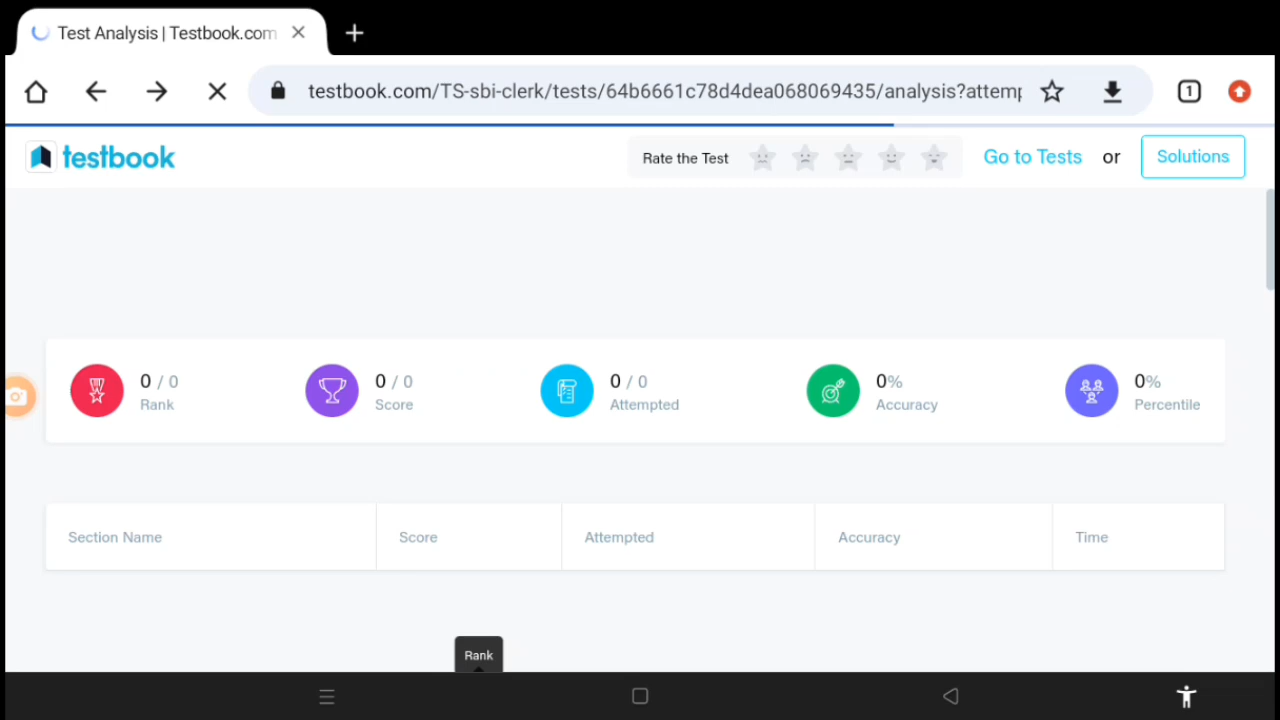 Test Analysis | Testbook.com
testbook.com/TS-sbi-clerk/tests/64b6661c78d4dea068069435/analysis?attemp
1
testbook
Rate the Test
Go to Tests or Solutions
0 / 0
Rank
0 / 0
Score
0 / 0
Attempted
0%
Accuracy
0%
Percentile
Section Name
Score
Attempted
Accuracy
Time
Rank